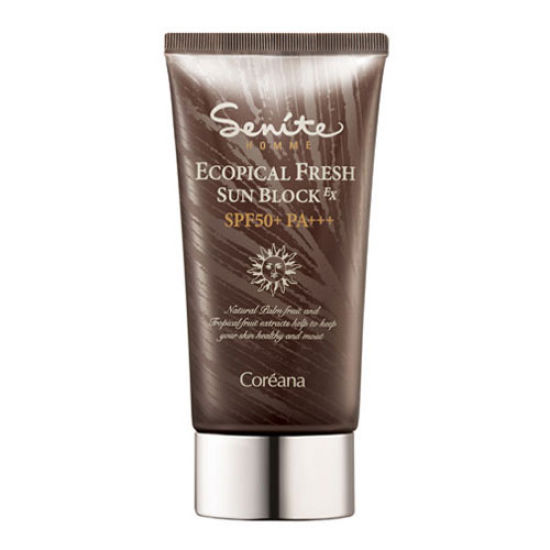 Senite
HOMME
ECOPICAL FRESH
SUN BLOCK EX
SPF50+ PA+++
Natural Palm fruit and
Tropical fruit extracts help to keep
your skin healthy and moist
Coréana